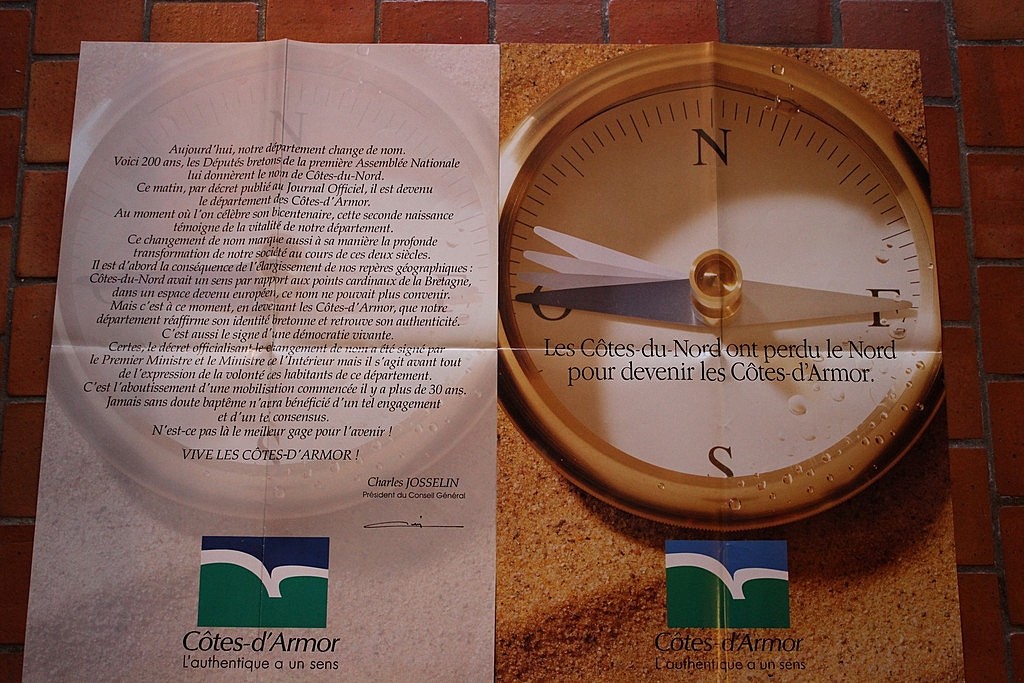 N
Aujourd'hui, notre département change de nom.
Voici 200 ans, les Députés bretons de la première Assemblée Nationale
lui donnèrent le nom de Côtes-du-Nord.
Ce matin, par décret publié au Journal Officiel, il est devenu
le département des Côtes-d'Armor.
Au moment où l'on célèbre son bicentenaire, cette seconde naissance
témoigne de la vitalité de notre département.
Ce changement de nom marque aussi à sa manière la profonde
transformation de notre société au cours de ces deux siècles.
Il est d'abord la conséquence de l'élargissement de nos repères géographiques :
Côtes-du-Nord avait un sens par rapport aux points cardinaux de la Bretagne,
dans un espace devenu européen, ce nom ne pouvait plus convenir.
Mais c'est à ce moment, en devenant les Côtes-d'Armor, que notre
département réaffirme son identité bretonne et retrouve son authenticité.
C'est aussi le signe d'une démocratie vivante.
Certes, le décret officialisant le changement de nom a été signé par
le Premier Ministre et le Ministre de l'Intérieur mais il s'agit avant tout
de l'expression de la volonté des habitants de ce département.
C'est l'aboutissement d'une mobilisation commencée il y a plus de 30 ans.
Jamais sans doute baptême n'aura bénéficié d'un tel engagement
et d'un tel consensus.
N'est-ce pas là le meilleur gage pour l'avenir !
VIVE LES CÔTES-D'ARMOR !
Charles JOSSELIN
Président du Conseil Général
Côtes-d'Armor
L'authentique a un sens
N
O
E
Les Côtes-du-Nord ont perdu le Nord
pour devenir les Côtes-d'Armor.
S
Côtes-d'Armor
L'authentique a un sens